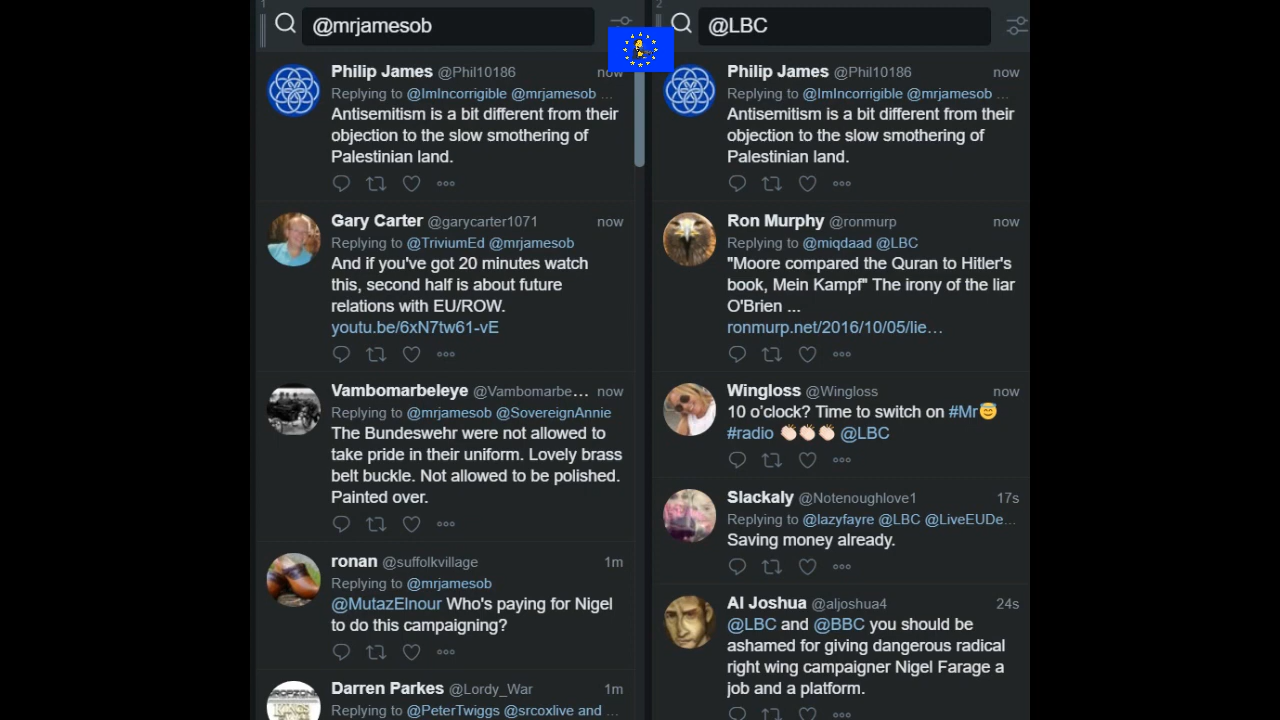 1
@mrjamesob
Philip James @Phil10186 now
Replying to @ImIncorrigible @mrjamesob ...
Antisemitism is a bit different from their
objection to the slow smothering of
Palestinian land.
Gary Carter @garycarter1071 now
Replying to @TriviumEd @mrjamesob
And if you've got 20 minutes watch
this, second half is about future
relations with EU/ROW.
youtu.be/6xN7tw61-vE
Vambomarbeleye @Vambomarbe... now
Replying to @mrjamesob @SovereignAnnie
The Bundeswehr were not allowed to
take pride in their uniform. Lovely brass
belt buckle. Not allowed to be polished.
Painted over.
ronan @suffolkvillage 1m
Replying to @mrjamesob
@MutazElnour Who's paying for Nigel
to do this campaigning?
Darren Parkes @Lordy_War 1m
Replying to @PeterTwiggs @srcoxlive and ...
2
@LBC
Philip James @Phil10186 now
Replying to @ImIncorrigible @mrjamesob ...
Antisemitism is a bit different from their
objection to the slow smothering of
Palestinian land.
Ron Murphy @ronmurp now
Replying to @miqdaad @LBC
"Moore compared the Quran to Hitler's
book, Mein Kampf" The irony of the liar
O'Brien ...
ronmurp.net/2016/10/05/lie…
Wingloss @Wingloss now
10 o'clock? Time to switch on #Mr😇
#radio 👏🏻👏🏻👏🏻 @LBC
Slackaly @Notenoughlove1 17s
Replying to @lazyfayre @LBC @LiveEUDe...
Saving money already.
Al Joshua @aljoshua4 24s
@LBC and @BBC you should be
ashamed for giving dangerous radical
right wing campaigner Nigel Farage a
job and a platform.